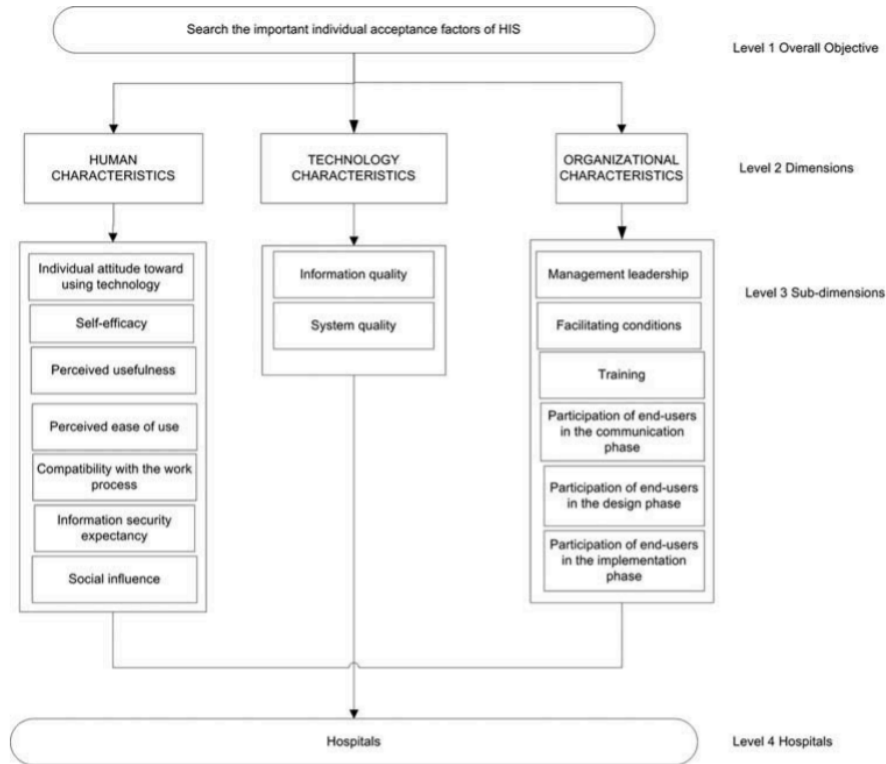 Search the important individual acceptance factors of HIS
Level 1 Overall Objective
HUMAN
CHARACTERISTICS
TECHNOLOGY
CHARACTERISTICS
ORGANIZATIONAL
CHARACTERISTICS
Level 2 Dimensions
Individual attitude toward
using technology
Self-efficacy
Perceived usefulness
Perceived ease of use
Compatibility with the work
process
Information security
expectancy
Social influence
Information quality
System quality
Management leadership
Facilitating conditions
Training
Participation of end-users
in the communication
phase
Participation of end-users
in the design phase
Participation of end-users
in the implementation
phase
Level 3 Sub-dimensions
Hospitals
Level 4 Hospitals